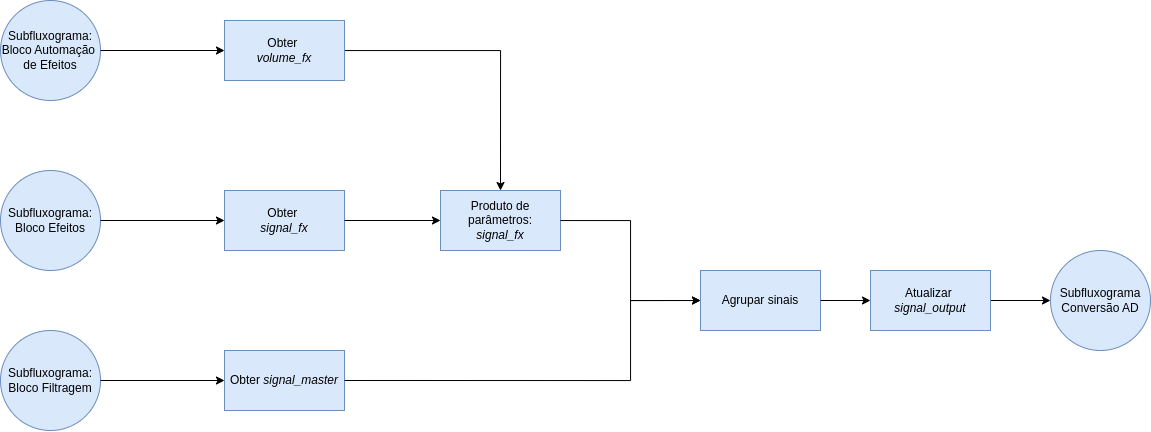 Subfluxograma:
Bloco Automação
de Efeitos
Obter
volume_fx
Subfluxograma:
Bloco Efeitos
Obter
signal_fx
Produto de
parâmetros:
signal_fx
Subfluxograma:
Bloco Filtragem
Obter signal_master
Agrupar sinais
Atualizar
signal_output
Subfluxograma
Conversão AD